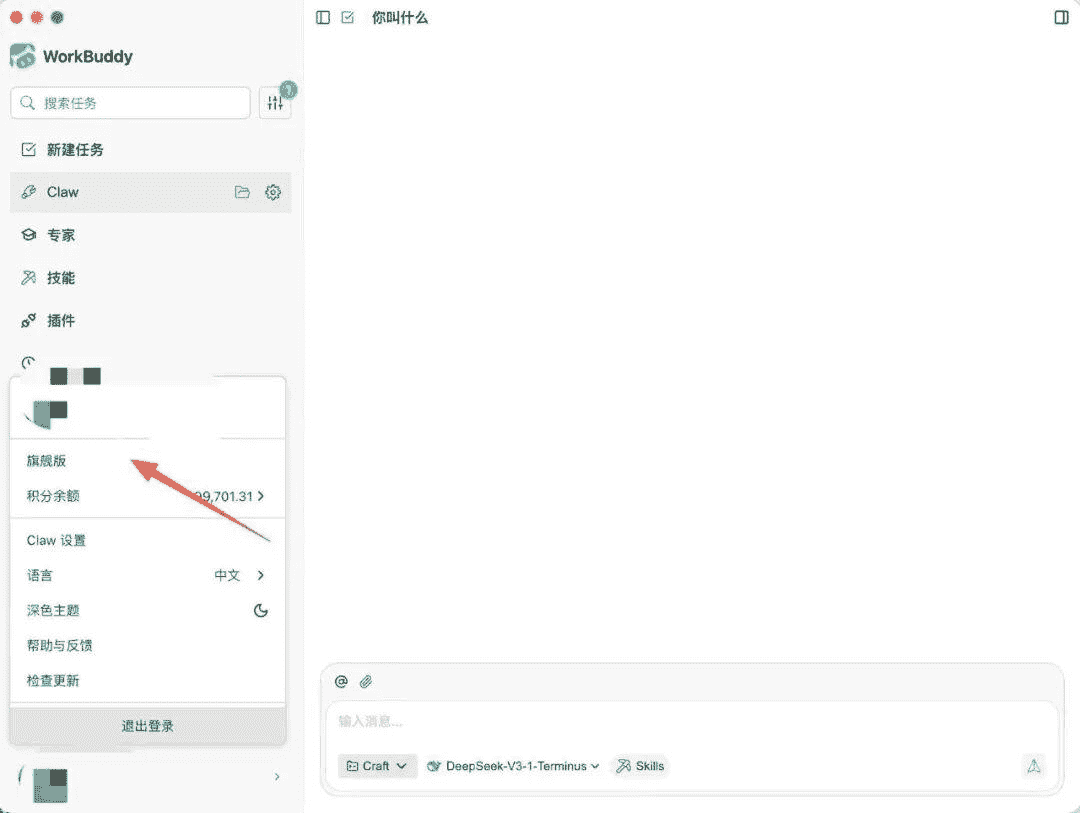 你叫什么
WorkBuddy
搜索任务
新建任务
Claw
专家
技能
插件
旗舰版
积分余额 99,701.31
Claw 设置
语言 中文
深色主题
帮助与反馈
检查更新
退出登录
输入消息...
Craft DeepSeek-V3-1-Terminus Skills